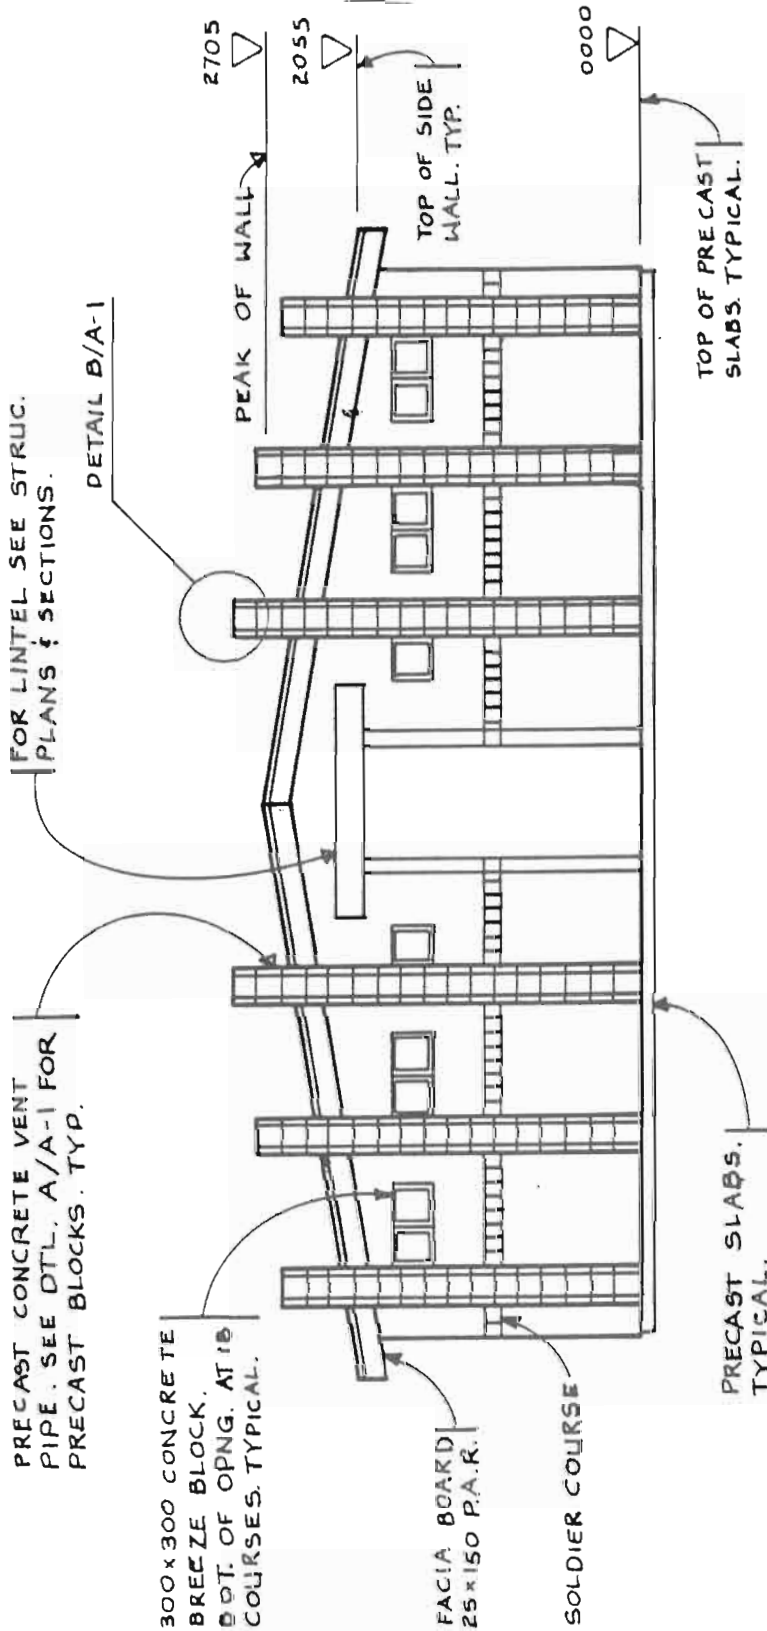 PRECAST CONCRETE VENT
PIPE. SEE DTL. A/A-1 FOR
PRECAST BLOCKS. TYP.
FOR LINTEL SEE STRUC.
PLANS & SECTIONS.
DETAIL B/A-1
300x300 CONCRETE
BREEZE BLOCK.
BOT. OF OPNG. AT 18
COURSES. TYPICAL.
PEAK OF WALL
2705
2055
TOP OF SIDE
WALL. TYP.
0000
FACIA BOARD
25x150 P.A.R.
SOLDIER COURSE
PRECAST SLABS.
TYPICAL.
TOP OF PRECAST
SLABS. TYPICAL.